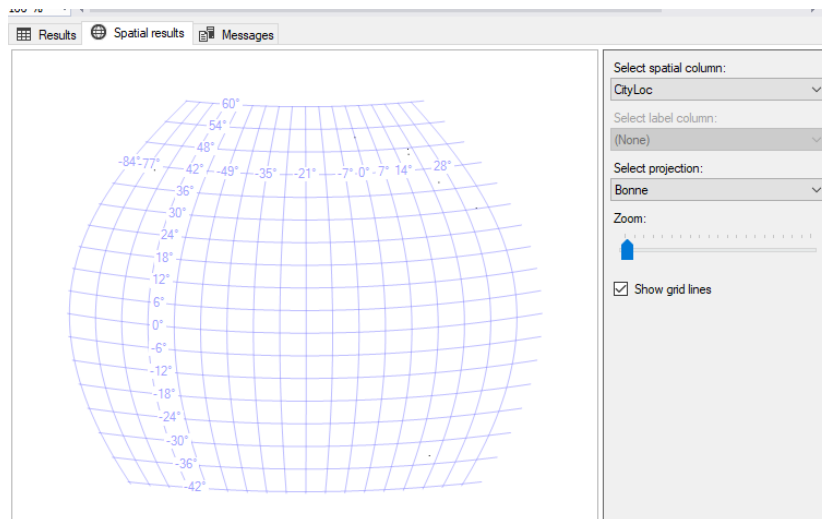 Results Spatial results Messages
Select spatial column:
CityLoc
Select label column:
(None)
Select projection:
Bonne
Zoom:
Show grid lines
60°
54°
48°
-84° -77° 42° -49° -35° -21° -7° 0° 7° 14° 28°
36°
30°
24°
18°
12°
6°
0°
-6°
-12°
-18°
-24°
-30°
-36°
-42°